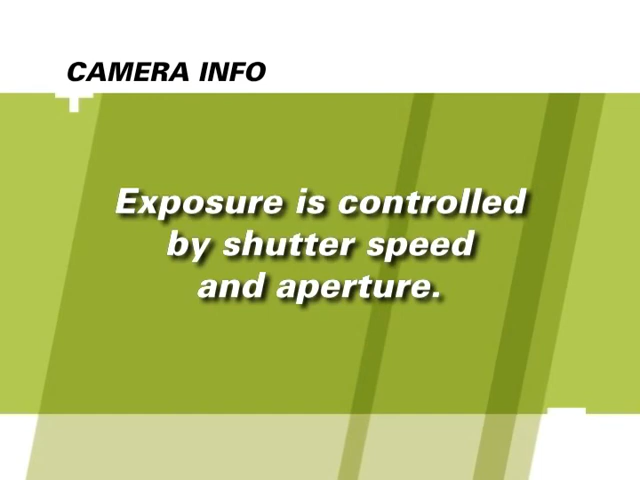 CAMERA INFO
Exposure is controlled
by shutter speed
and aperture.